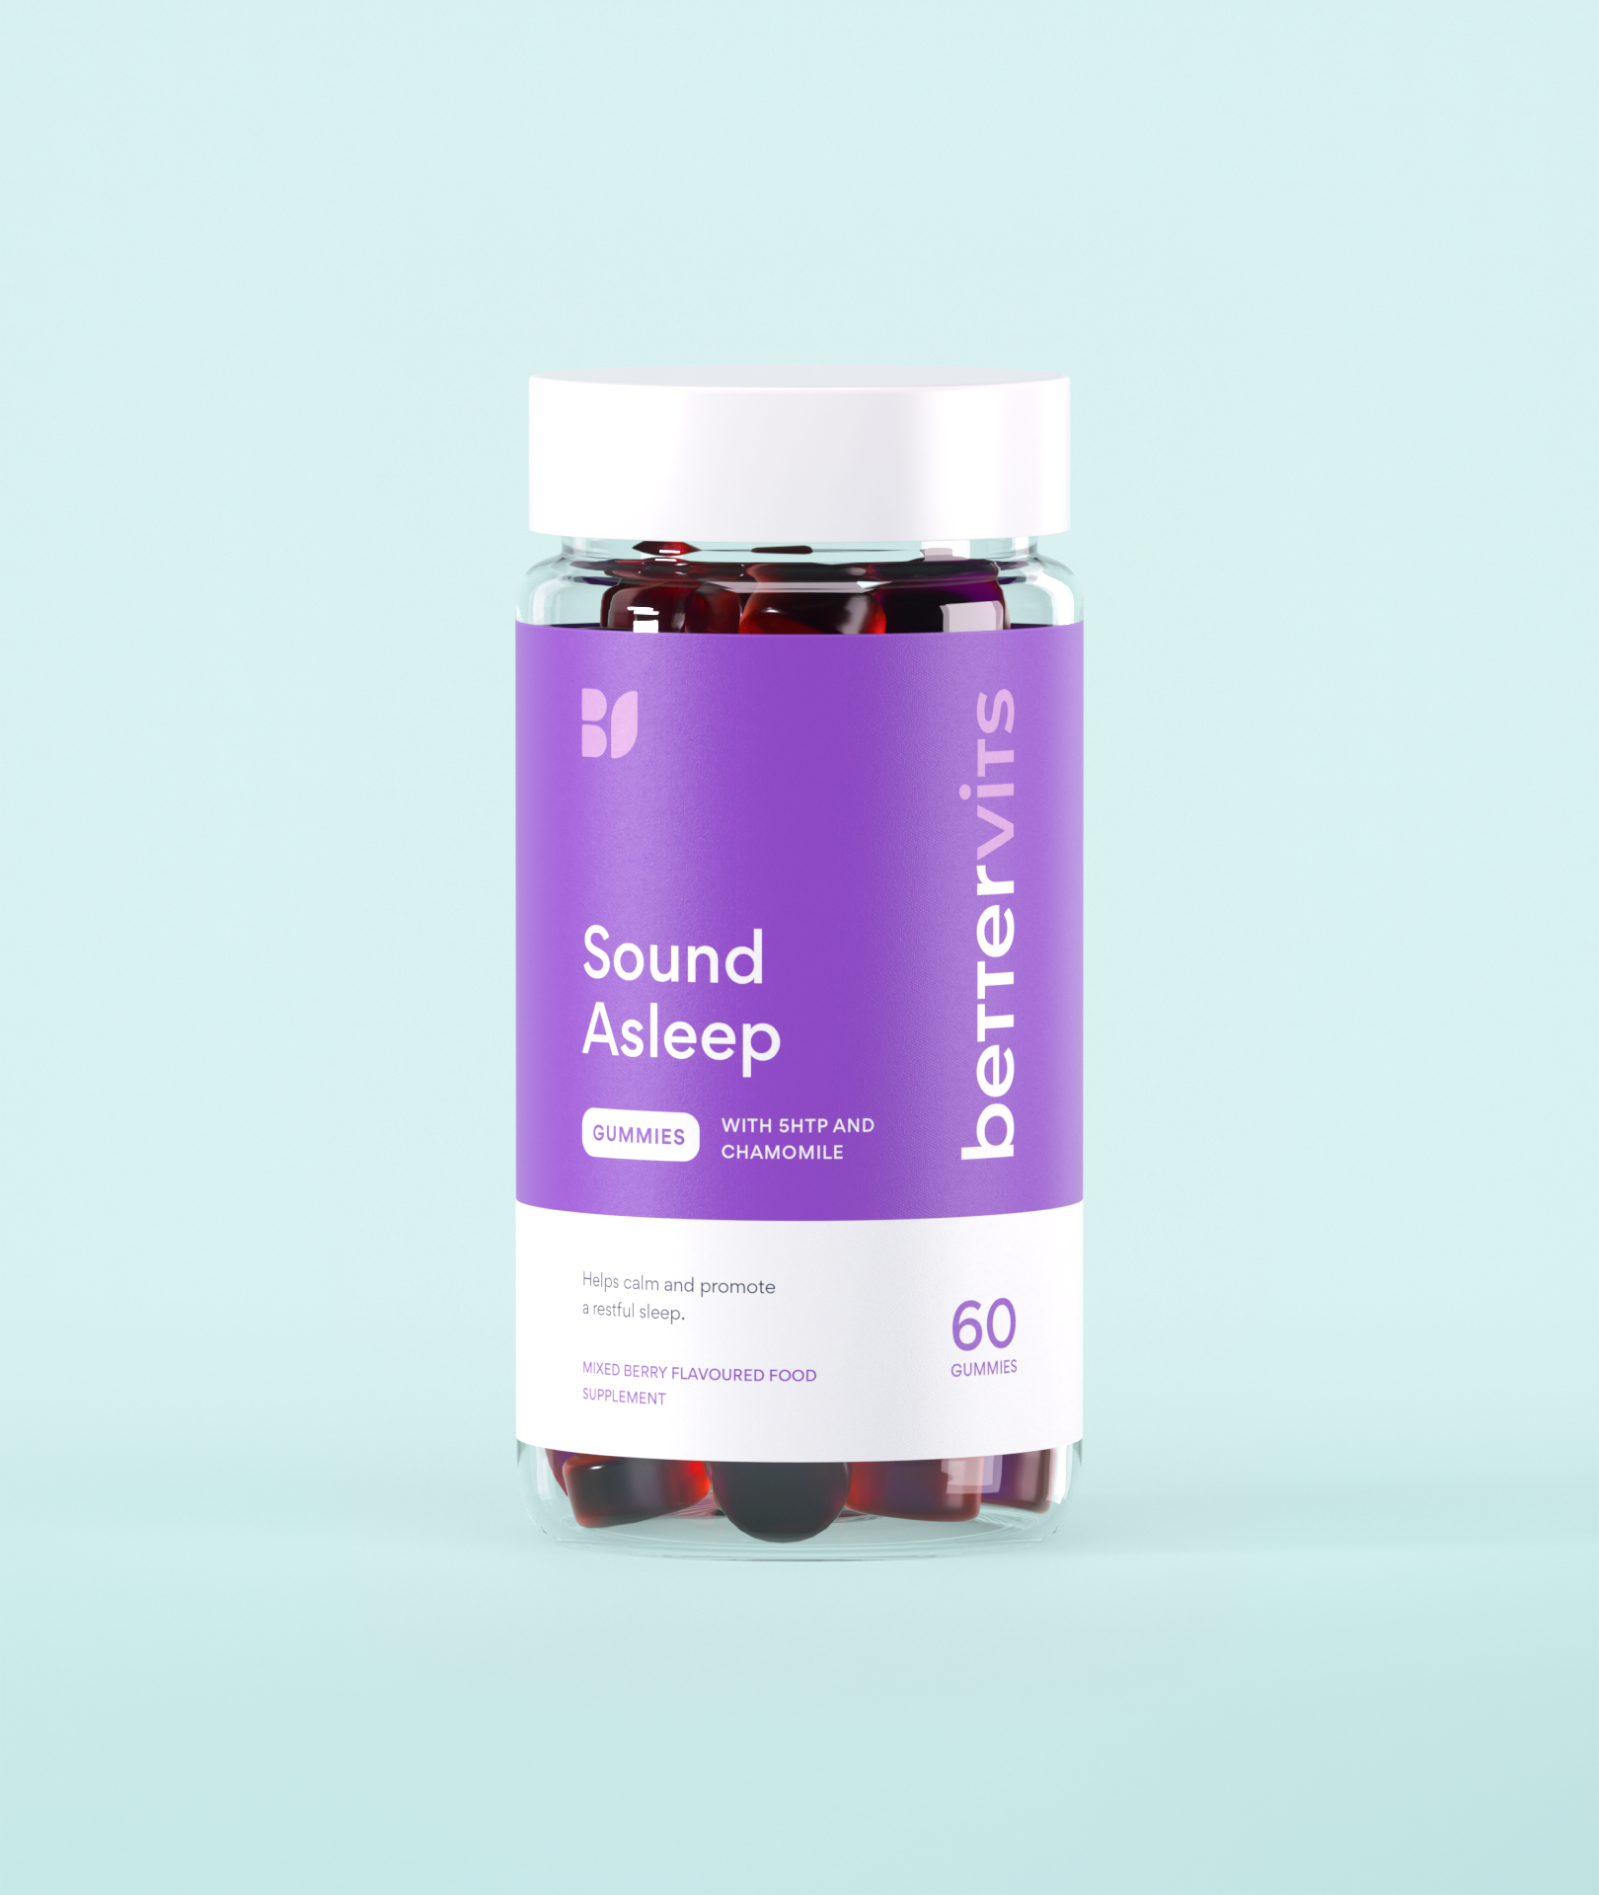 Sound
Asleep
GUMMIES
WITH 5HTP AND
CHAMOMILE
beTTerviTS
Helps calm and promote
a restful sleep.
MIXED BERRY FLAVOURED FOOD
SUPPLEMENT
60
GUMMIES